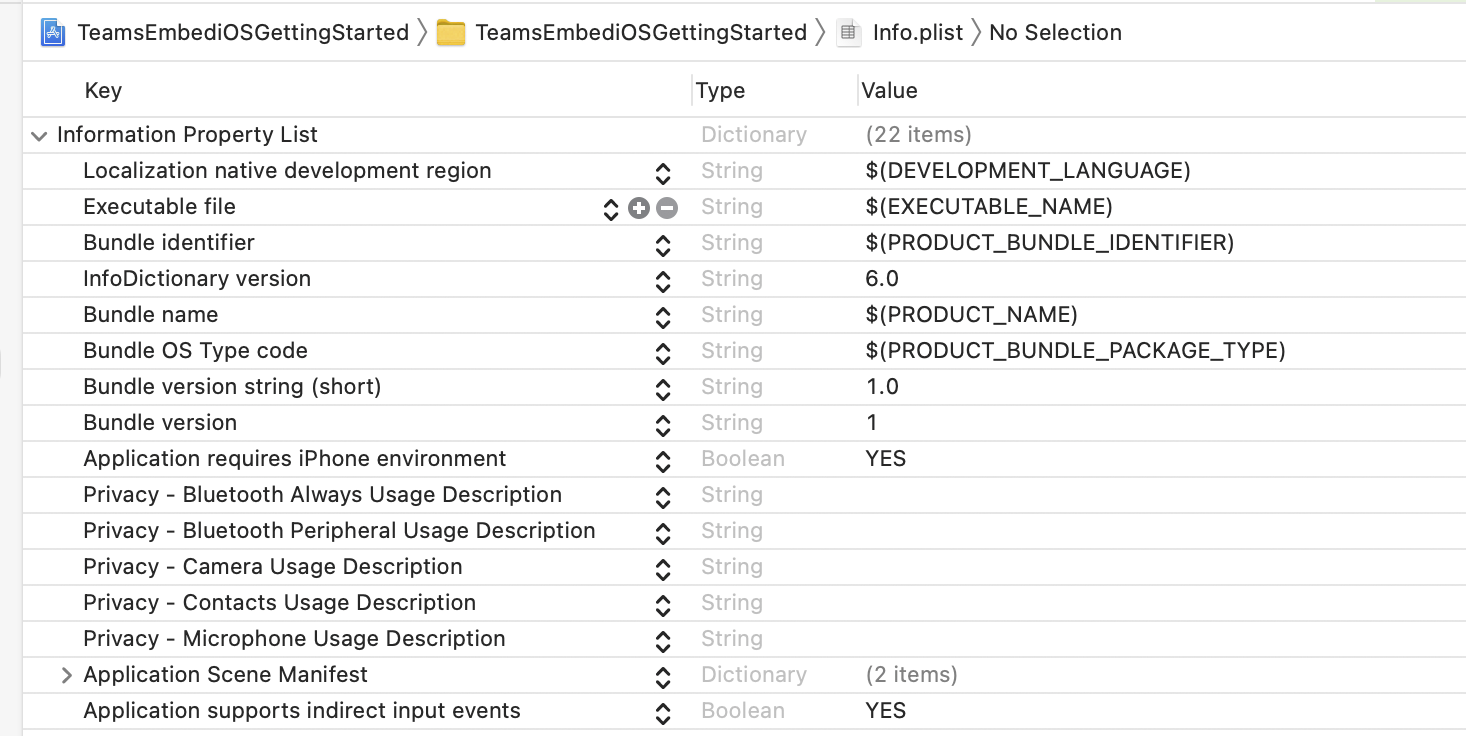 TeamsEmbediOSGettingStarted TeamsEmbediOSGettingStarted Info.plist No Selection
Key Type Value
Information Property List Dictionary (22 items)
Localization native development region String $(DEVELOPMENT_LANGUAGE)
Executable file String $(EXECUTABLE_NAME)
Bundle identifier String $(PRODUCT_BUNDLE_IDENTIFIER)
InfoDictionary version String 6.0
Bundle name String $(PRODUCT_NAME)
Bundle OS Type code String $(PRODUCT_BUNDLE_PACKAGE_TYPE)
Bundle version string (short) String 1.0
Bundle version String 1
Application requires iPhone environment Boolean YES
Privacy - Bluetooth Always Usage Description String
Privacy - Bluetooth Peripheral Usage Description String
Privacy - Camera Usage Description String
Privacy - Contacts Usage Description String
Privacy - Microphone Usage Description String
Application Scene Manifest Dictionary (2 items)
Application supports indirect input events Boolean YES